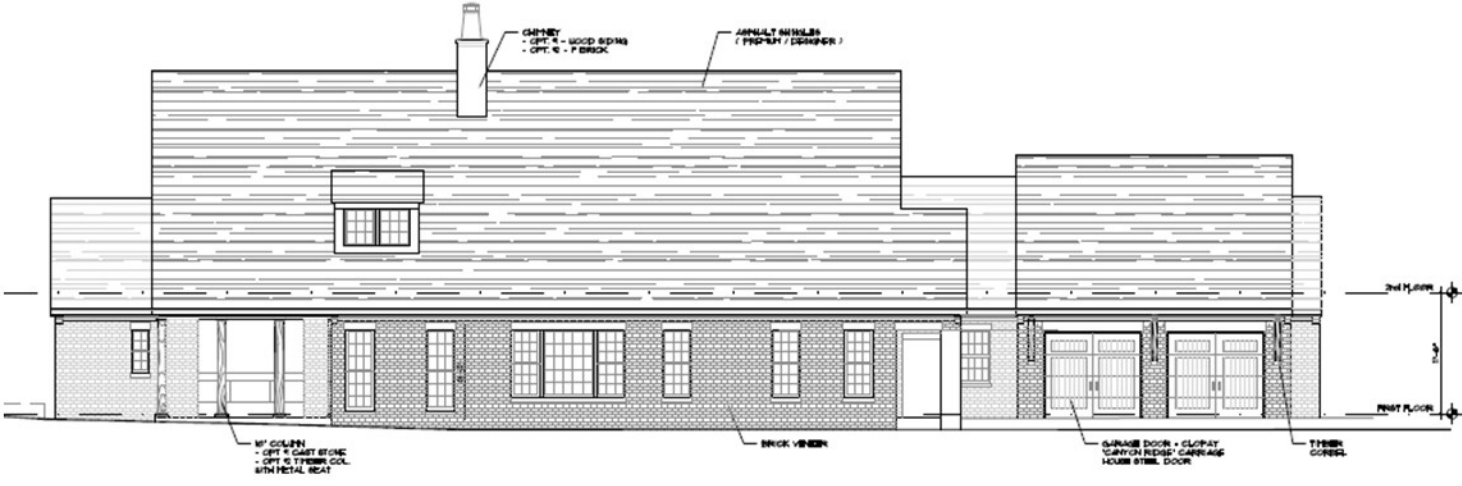 CHIMNEY
- OPT. #1 - WOOD SIDING
- OPT. #2 - BRICK
ASPHALT SHINGLES
( PREMIUM / DESIGNER )
2nd FLOOR
FIRST FLOOR
10" COLUMN
- OPT #1 CAST STONE
- OPT #2 TIMBER COL.
WITH METAL SEAT
BRICK VENEER
GARAGE DOOR - CLOPAY
'CANYON RIDGE' CARRIAGE
HOUSE STEEL DOOR
TIMBER
CORBEL